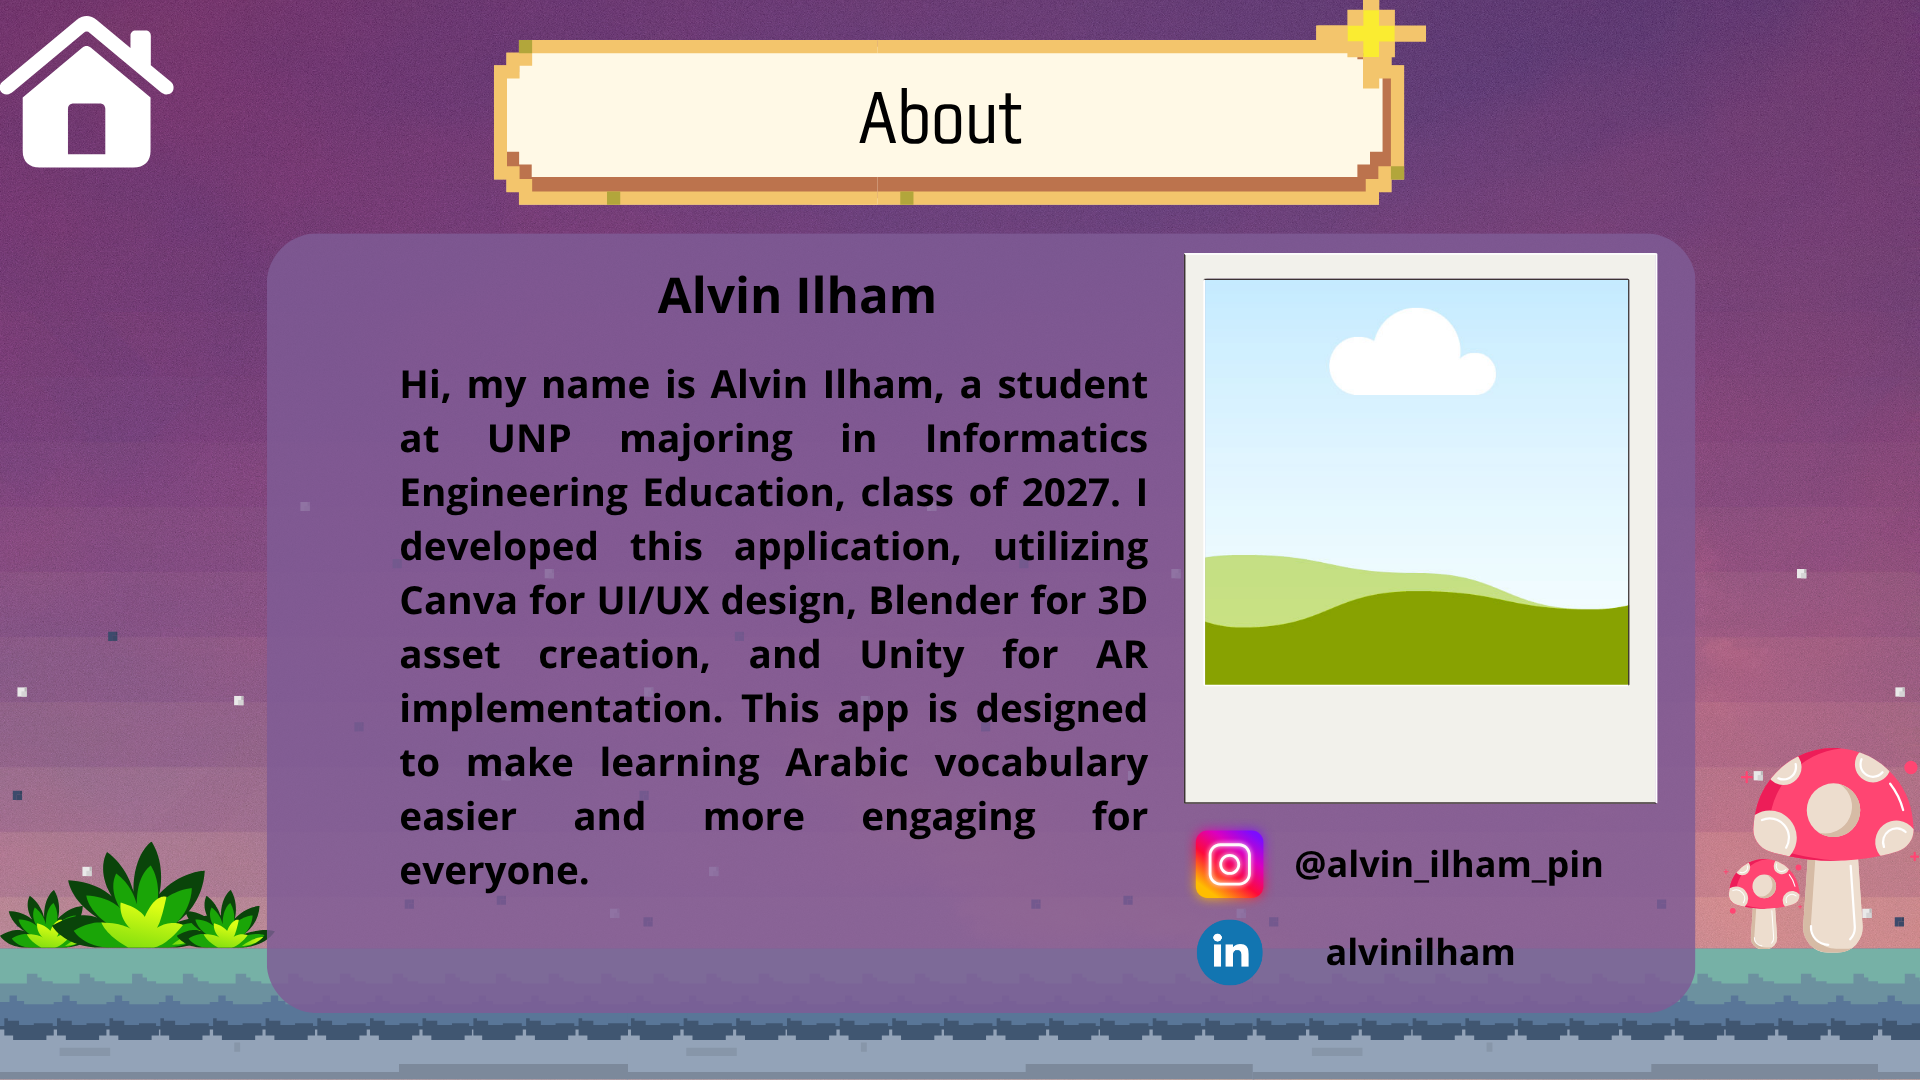 About
Alvin Ilham
Hi, my name is Alvin Ilham, a student
at UNP majoring in Informatics
Engineering Education, class of 2027. I
developed this application, utilizing
Canva for UI/UX design, Blender for 3D
asset creation, and Unity for AR
implementation. This app is designed
to make learning Arabic vocabulary
easier and more engaging for
everyone.
@alvin_ilham_pin
in
alvinilham